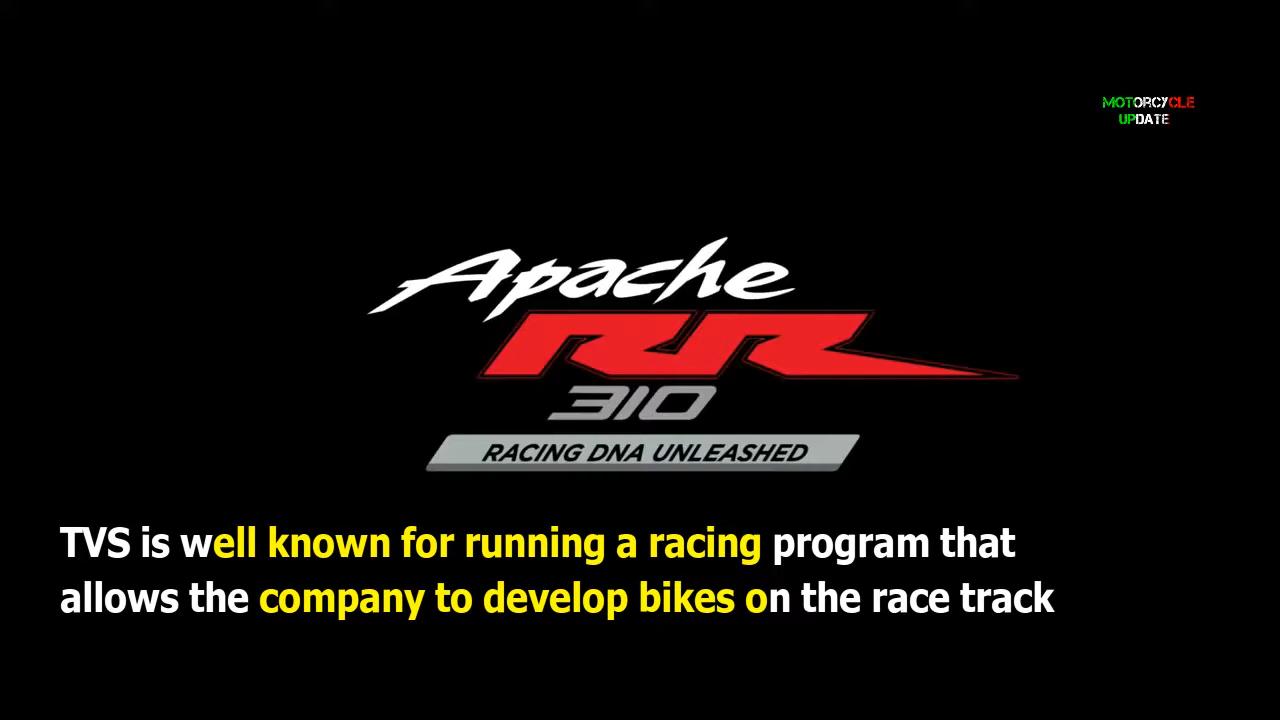 MOTORCYCLE
UPDATE
Apache
RR
310
RACING DNA UNLEASHED
TVS is well known for running a racing program that
allows the company to develop bikes on the race track